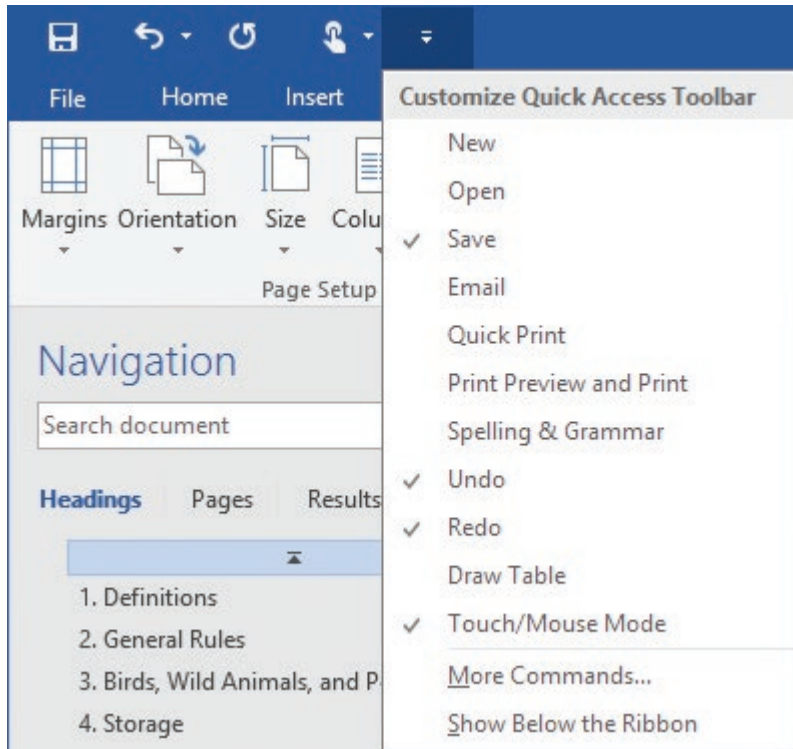 File Home Insert
Customize Quick Access Toolbar
New
Open
Save
Email
Quick Print
Print Preview and Print
Spelling & Grammar
Undo
Redo
Draw Table
Touch/Mouse Mode
More Commands...
Show Below the Ribbon
Margins Orientation Size Colu
Page Setup
Navigation
Search document
Headings Pages Results
1. Definitions
2. General Rules
3. Birds, Wild Animals, and P
4. Storage